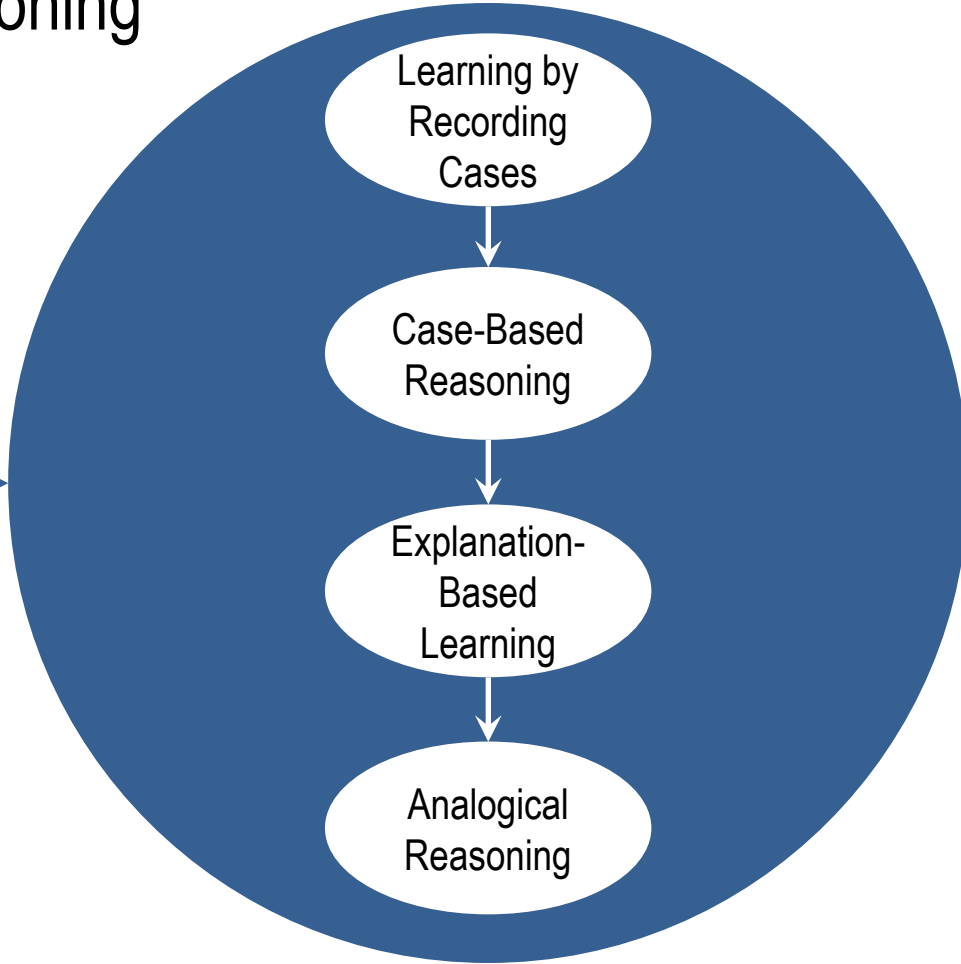 oning
Learning by
Recording
Cases
Case-Based
Reasoning
Explanation-
Based
Learning
Analogical
Reasoning